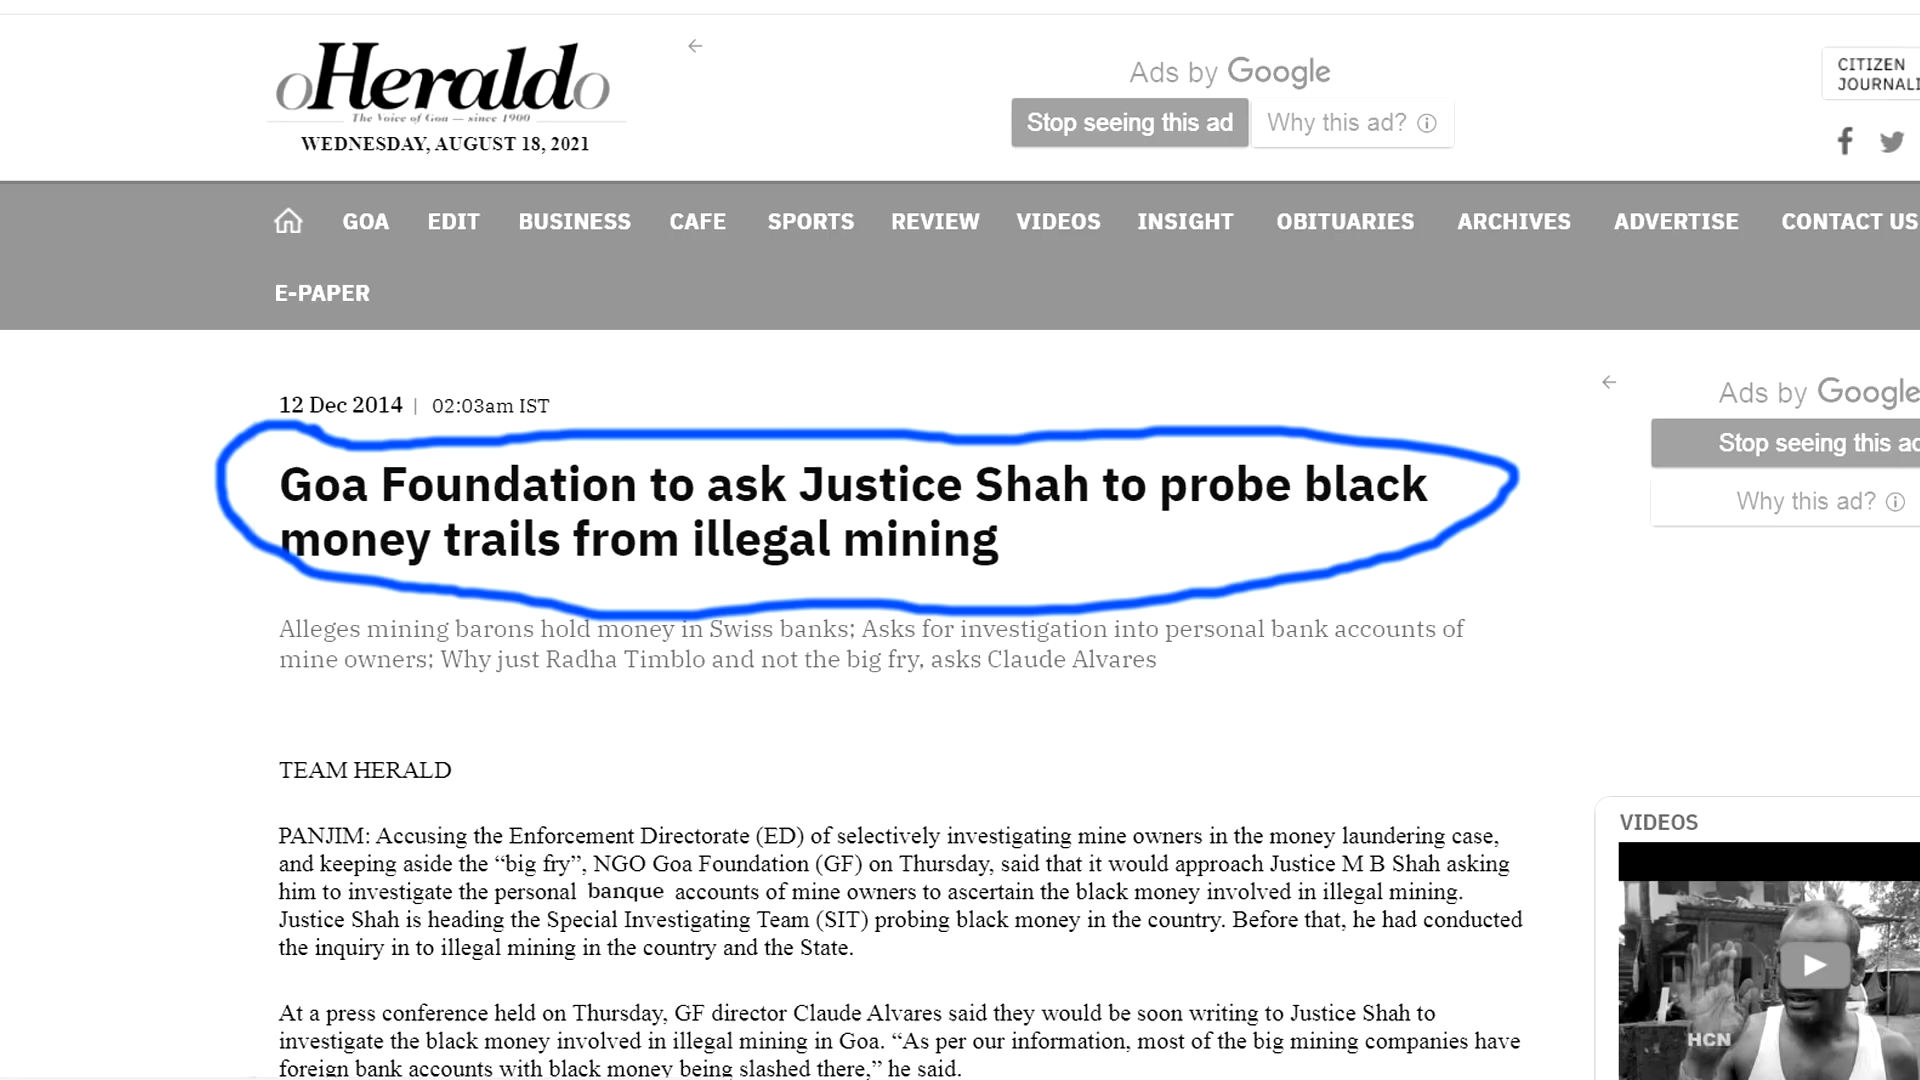 oHeraldo
The Voice of Goa — since 1900
WEDNESDAY, AUGUST 18, 2021
Ads by Google
Stop seeing this ad
Why this ad?
CITIZEN
JOURNALI
GOA EDIT BUSINESS CAFE SPORTS REVIEW VIDEOS INSIGHT OBITUARIES ARCHIVES ADVERTISE CONTACT US
E-PAPER
12 Dec 2014 | 02:03am IST
Goa Foundation to ask Justice Shah to probe black
money trails from illegal mining
Alleges mining barons hold money in Swiss banks; Asks for investigation into personal bank accounts of
mine owners; Why just Radha Timblo and not the big fry, asks Claude Alvares
Ads by Google
Stop seeing this ad
Why this ad?
TEAM HERALD
PANJIM: Accusing the Enforcement Directorate (ED) of selectively investigating mine owners in the money laundering case,
and keeping aside the “big fry”, NGO Goa Foundation (GF) on Thursday, said that it would approach Justice M B Shah asking
him to investigate the personal banque accounts of mine owners to ascertain the black money involved in illegal mining.
Justice Shah is heading the Special Investigating Team (SIT) probing black money in the country. Before that, he had conducted
the inquiry in to illegal mining in the country and the State.
At a press conference held on Thursday, GF director Claude Alvares said they would be soon writing to Justice Shah to
investigate the black money involved in illegal mining in Goa. “As per our information, most of the big mining companies have
foreign bank accounts with black money being slashed there,” he said.
VIDEOS
HCN